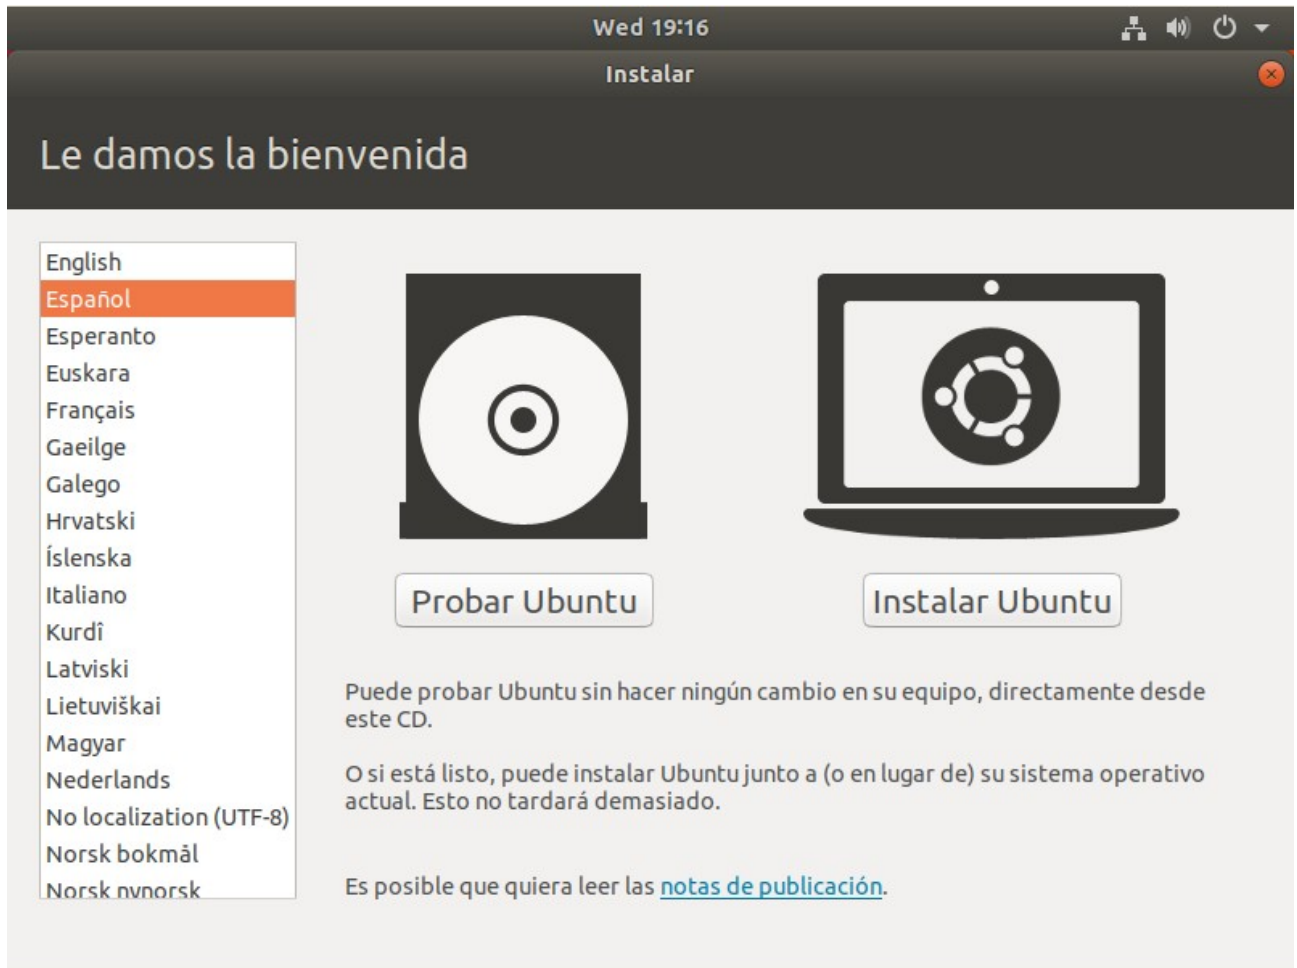 Wed 19:16
Instalar
Le damos la bienvenida
English
Español
Esperanto
Euskara
Français
Gaeilge
Galego
Hrvatski
Íslenska
Italiano
Kurdî
Latviski
Lietuviškai
Magyar
Nederlands
No localization (UTF-8)
Norsk bokmål
Norsk nynorsk
Probar Ubuntu
Instalar Ubuntu
Puede probar Ubuntu sin hacer ningún cambio en su equipo, directamente desde
este CD.
O si está listo, puede instalar Ubuntu junto a (o en lugar de) su sistema operativo
actual. Esto no tardará demasiado.
Es posible que quiera leer las notas de publicación.